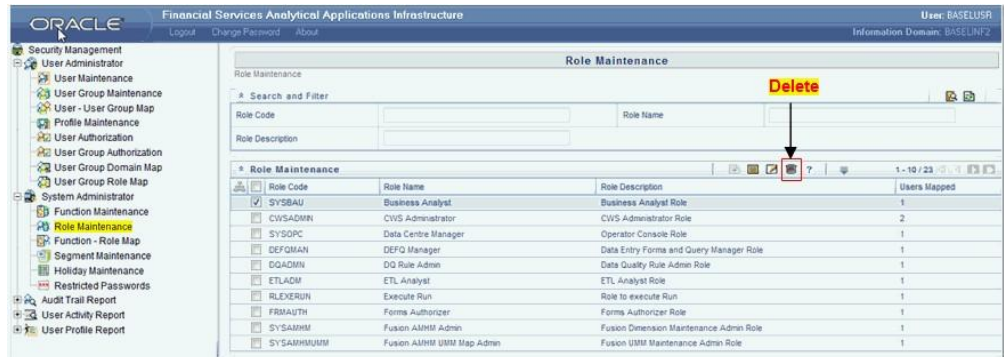 ORACLE
Financial Services Analytical Applications Infrastructure
User: BASELUSR
Logout Change Password About
Information Domain: BASELINF2
Security Management
User Administrator
User Maintenance
User Group Maintenance
User - User Group Map
Profile Maintenance
User Authorization
User Group Authorization
User Group Domain Map
User Group Role Map
System Administrator
Function Maintenance
Role Maintenance
Function - Role Map
Segment Maintenance
Holiday Maintenance
Restricted Passwords
Audit Trail Report
User Activity Report
User Profile Report
Role Maintenance
Role Maintenance
Delete
Search and Filter
Role Code
Role Name
Role Description
Role Maintenance
?
1 - 10 / 23
Role Code Role Name Role Description Users Mapped
SYSBAU Business Analyst Business Analyst Role 1
CWSADMIN CWS Administrator CWS Administrator Role 2
SYSOPC Data Centre Manager Operator Console Role 1
DEFQMAN DEFQ Manager Data Entry Forms and Query Manager Role 1
DQADMN DQ Rule Admin Data Quality Rule Admin Role 1
ETLADM ETL Analyst ETL Analyst Role 1
RLEXERUN Execute Run Role to execute Run 1
FRMAUTH Forms Authorizer Forms Authorizer Role 1
SYSAMHM Fusion AMHM Admin Fusion Dimension Maintenance Admin Role 1
SYSAMHMUMM Fusion AMHM UMM Map Admin Fusion UMM Maintenance Admin Role 1